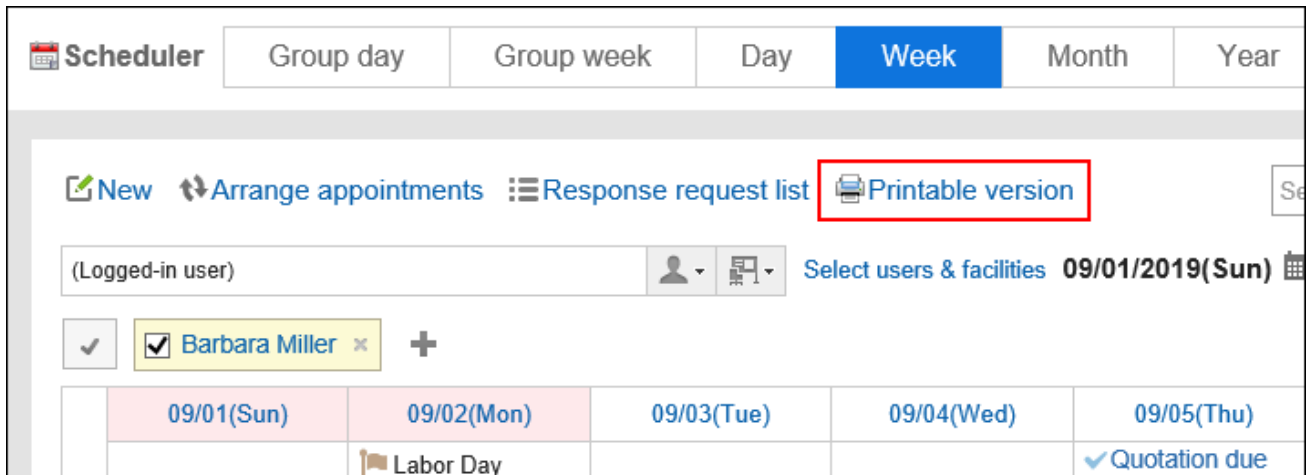 Scheduler Group day Group week Day Week Month Year
New Arrange appointments Response request list Printable version Se
(Logged-in user) Select users & facilities 09/01/2019(Sun)
Barbara Miller
09/01(Sun) 09/02(Mon) 09/03(Tue) 09/04(Wed) 09/05(Thu)
Labor Day Quotation due